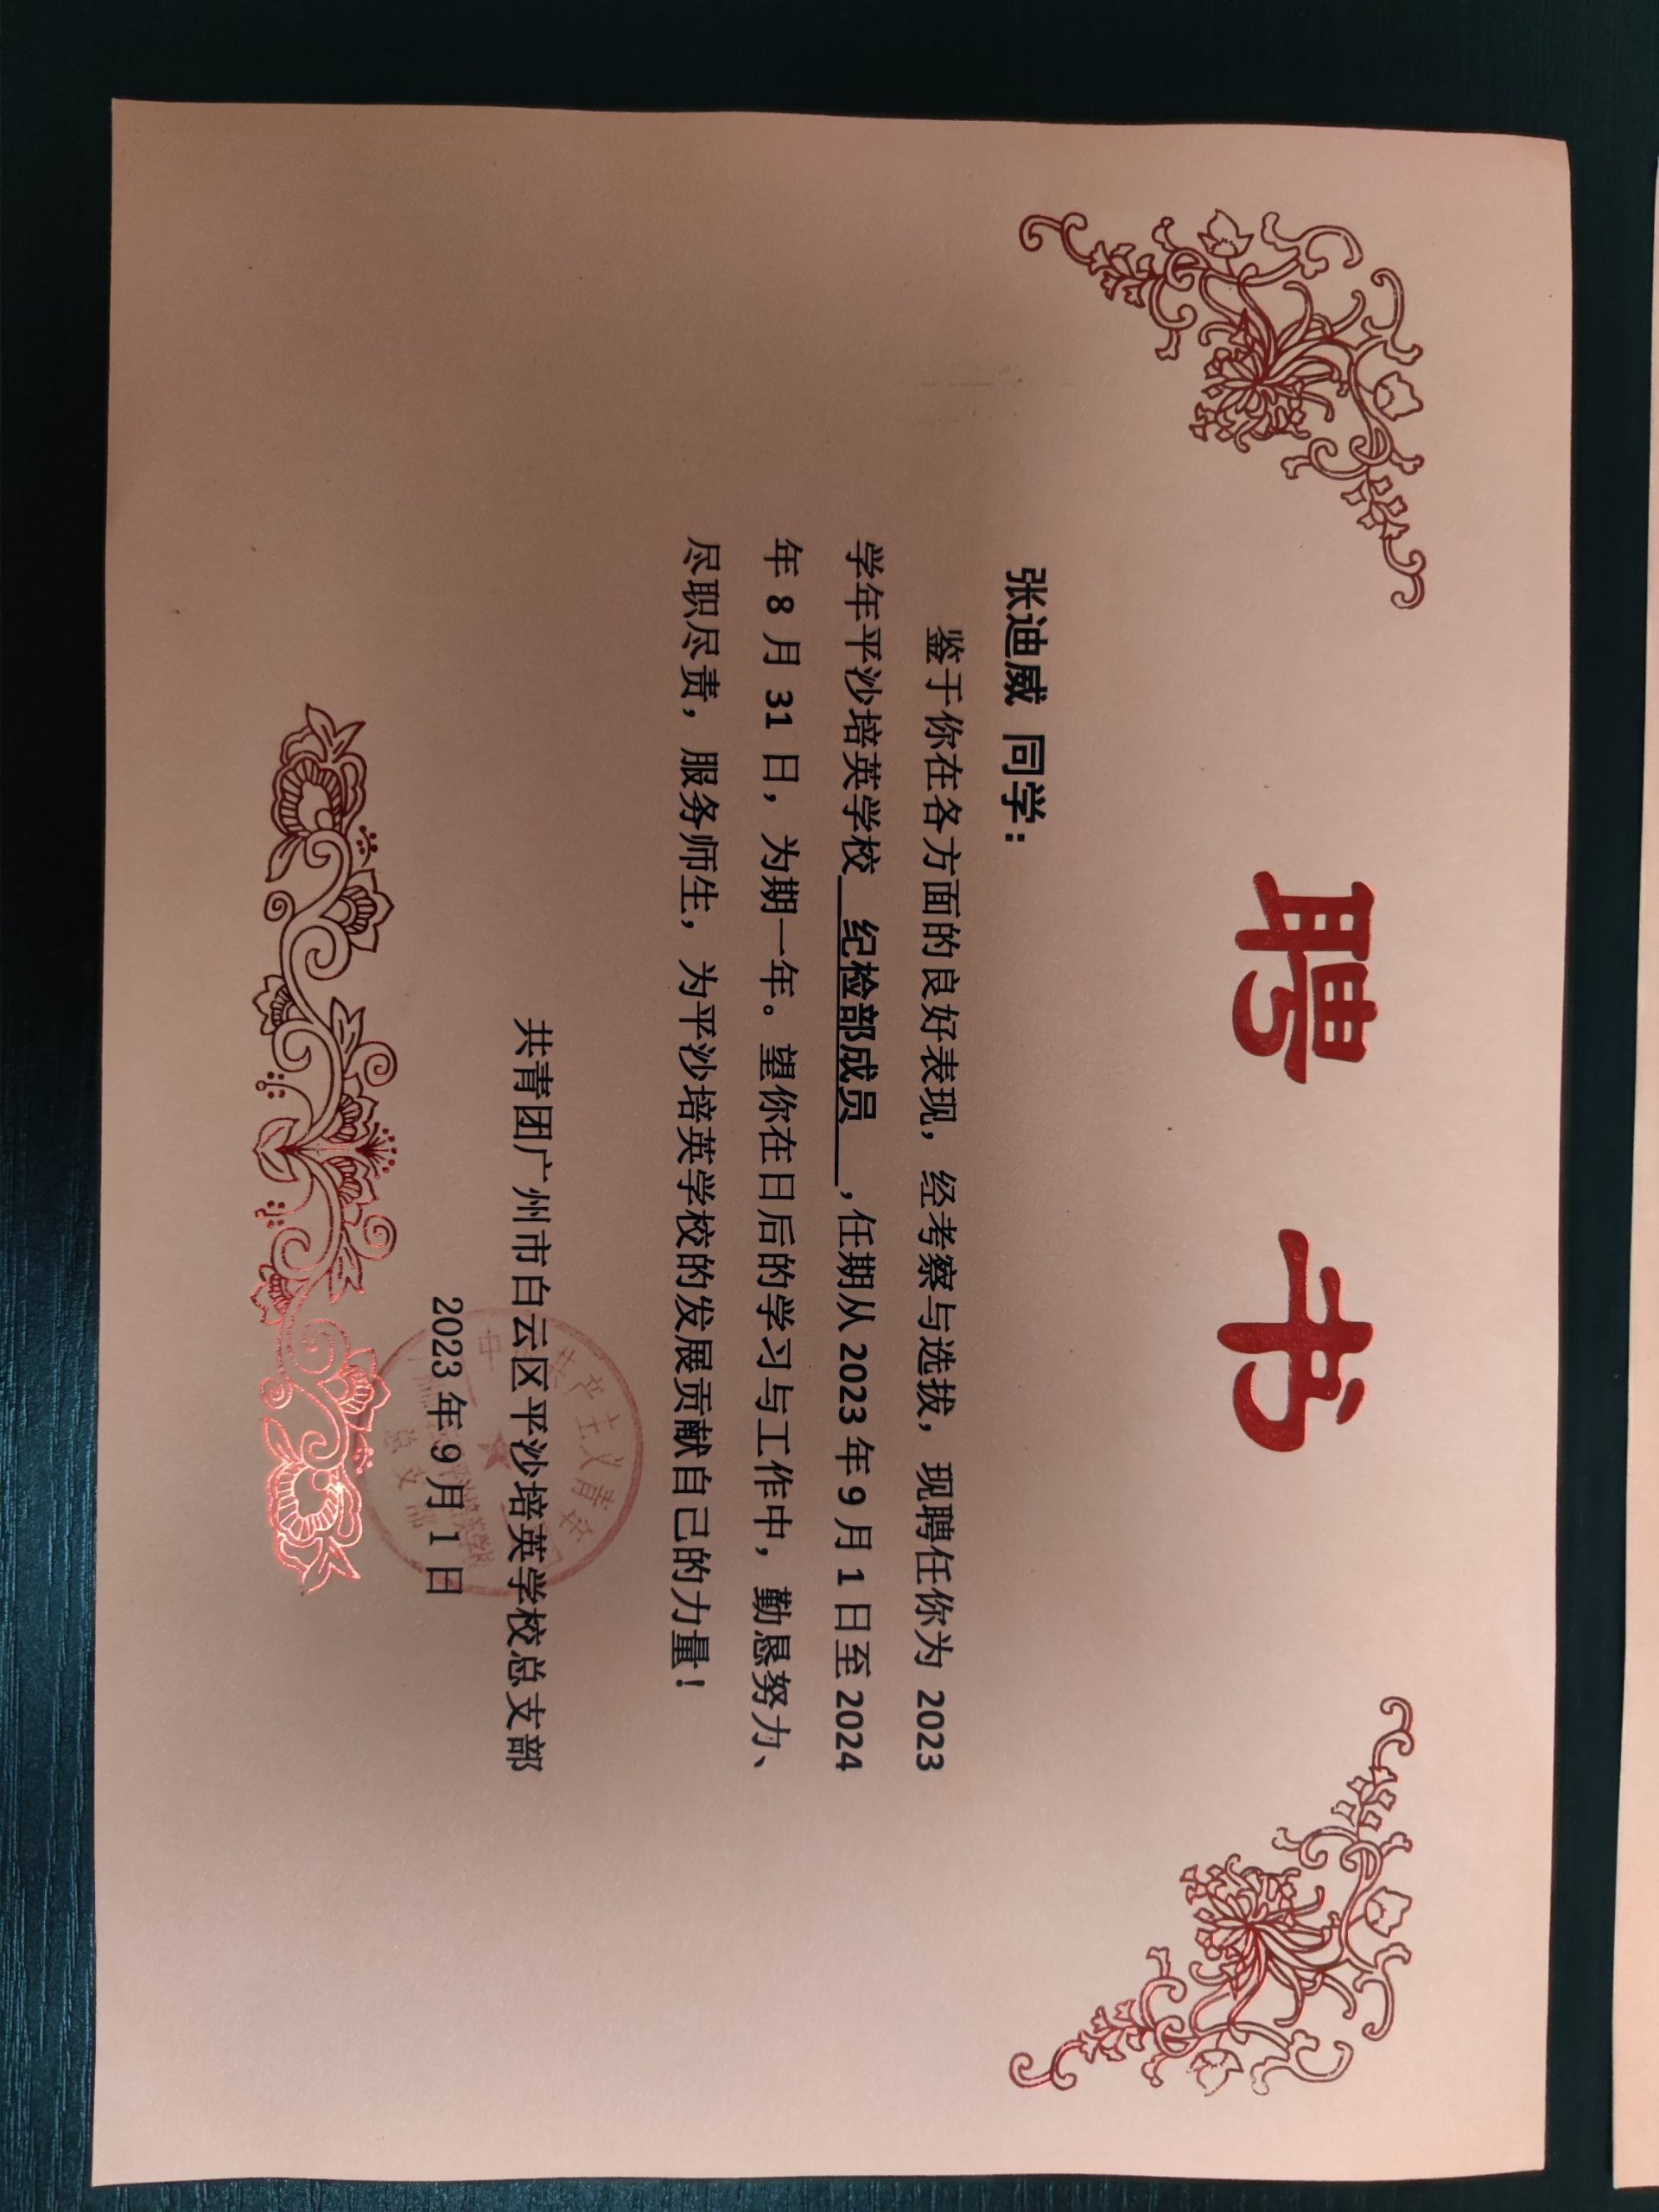 聘 书
张迪威 同学：
鉴于你在各方面的良好表现，经考察与选拔，现聘任你为 2023
学年平沙培英学校 纪检部成员 ，任期从 2023 年 9 月 1 日至 2024
年 8 月 31 日，为期一年。望你在日后的学习与工作中，勤恳努力、
尽职尽责，服务师生，为平沙培英学校的发展贡献自己的力量！
共青团广州市白云区平沙培英学校总支部
2023 年 9 月 1 日